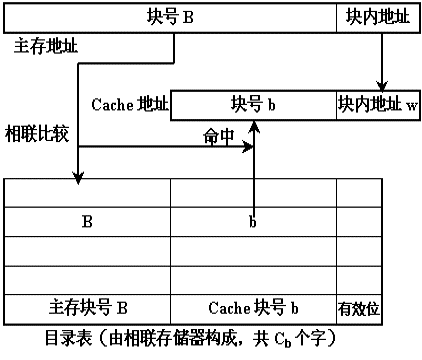 块号 B 块内地址
主存地址
Cache 地址 块号 b 块内地址 w
相联比较 命中
B b
主存块号 B Cache 块号 b 有效位
目录表（由相联存储器构成，共 Cb 个字）